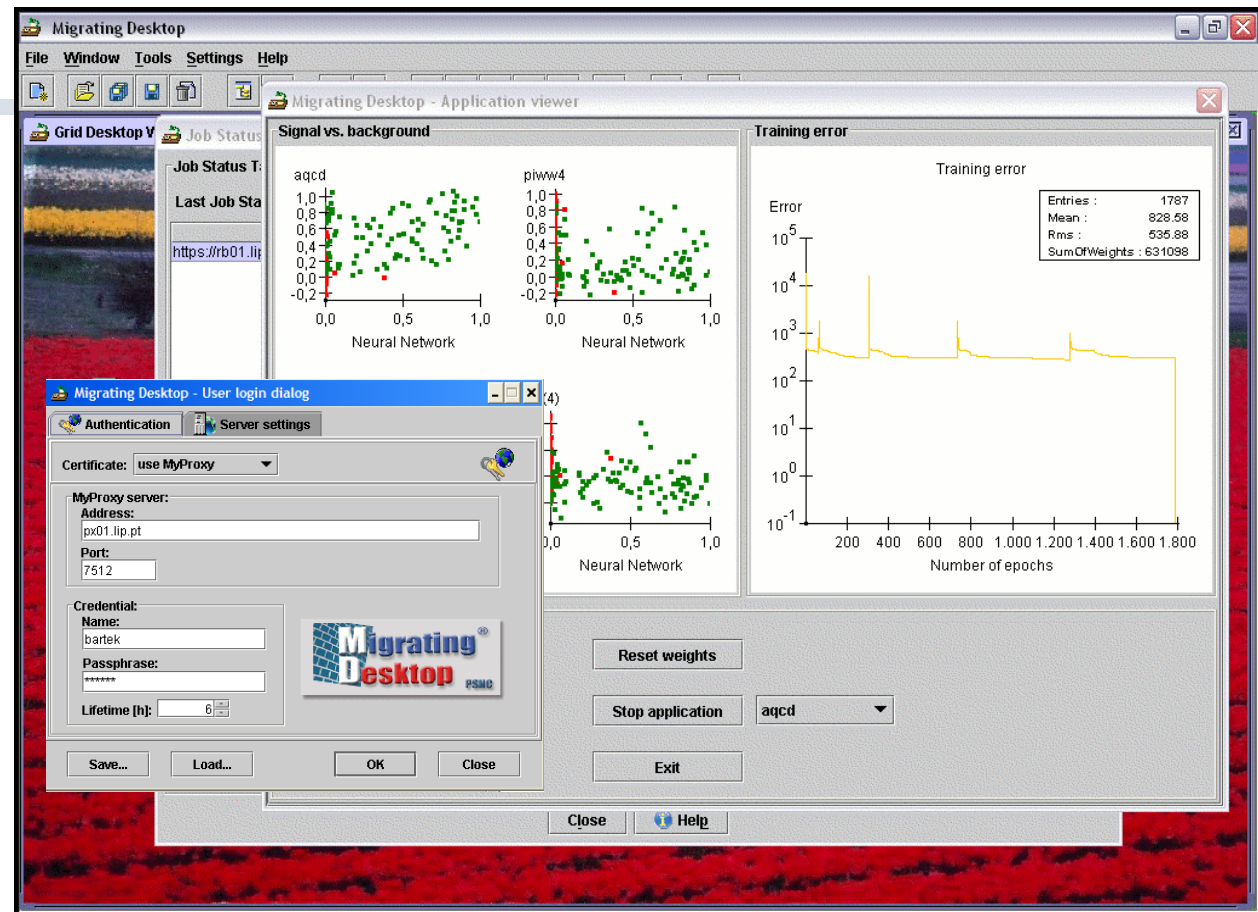 Migrating Desktop
File Window Tools Settings Help
Migrating Desktop - Application viewer
Grid Desktop V
Job Status
Job Status T
Last Job Sta
https://rb01.lip
Signal vs. background
aqcd
1,0
0,8
0,6
0,4
0,2
0,0
-0,2
0,0 0,5 1,0
Neural Network
piww4
1,0
0,8
0,6
0,4
0,2
0,0
-0,2
0,0 0,5 1,0
Neural Network
(4)
0,5 1,0
Neural Network
Training error
Training error
Entries : 1787
Mean : 828.58
Rms : 535.88
SumOfWeights : 631098
Error
10^5
10^4
10^3
10^2
10^1
10^0
10^-1
200 400 600 800 1.000 1.200 1.400 1.600 1.800
Number of epochs
Migrating Desktop - User login dialog
Authentication Server settings
Certificate: use MyProxy
MyProxy server:
Address:
px01.lip.pt
Port:
7512
Credential:
Name:
bartek
Passphrase:
******
Lifetime [h]: 6
Migrating®
Desktop PSNC
Save... Load... OK Close
Reset weights
Stop application aqcd
Exit
Close Help